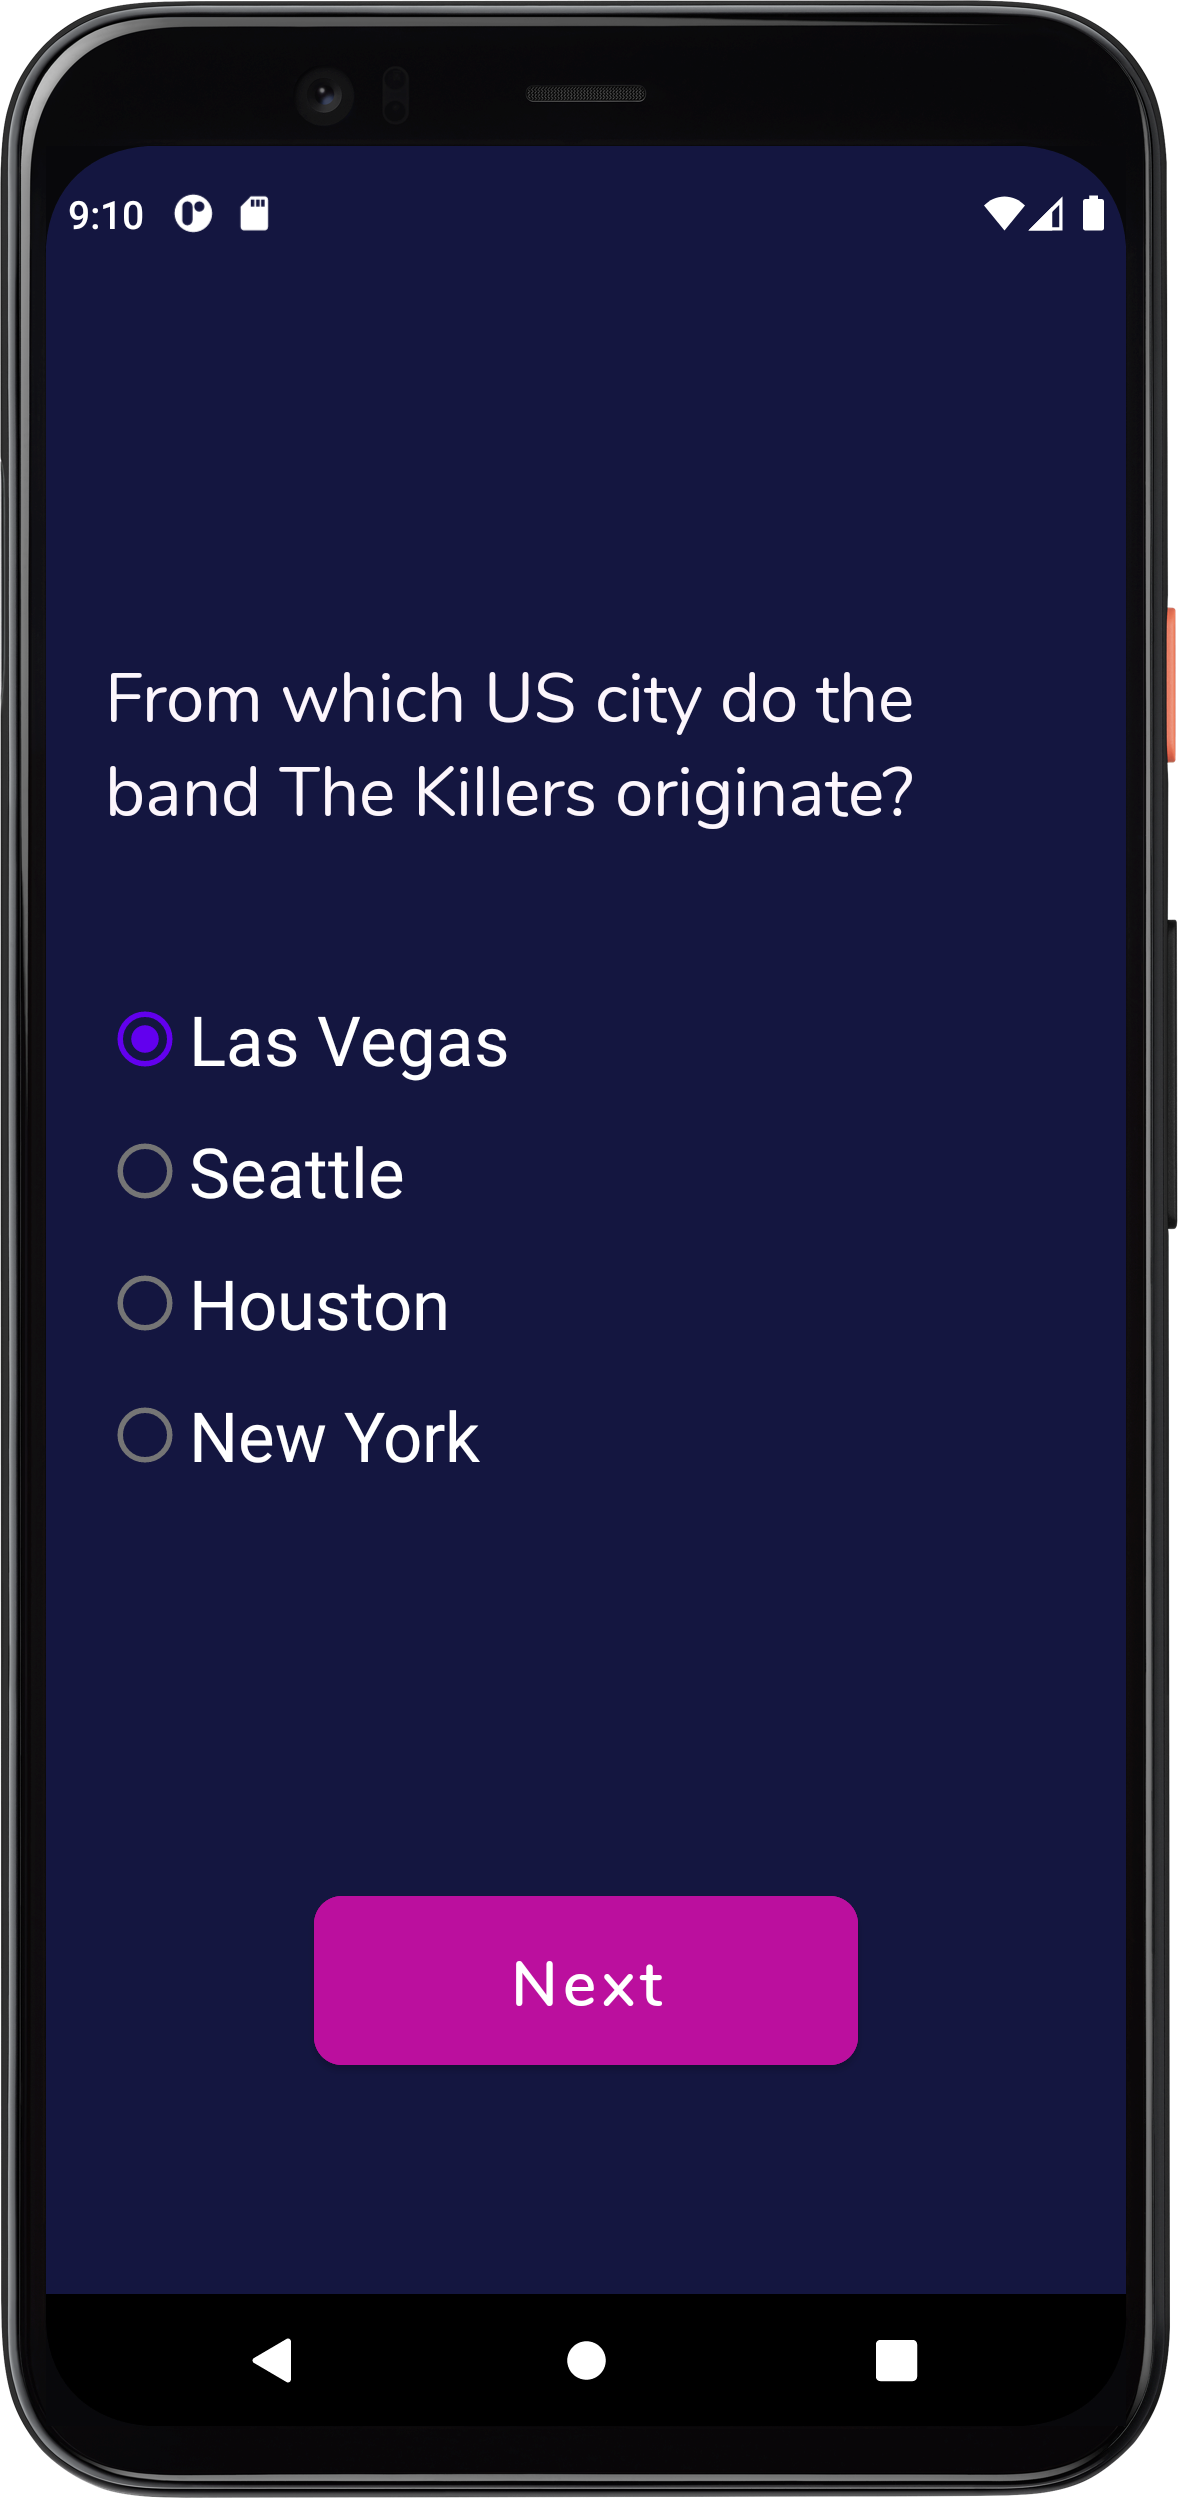 9:10
From which US city do the
band The Killers originate?
Las Vegas
Seattle
Houston
New York
Next